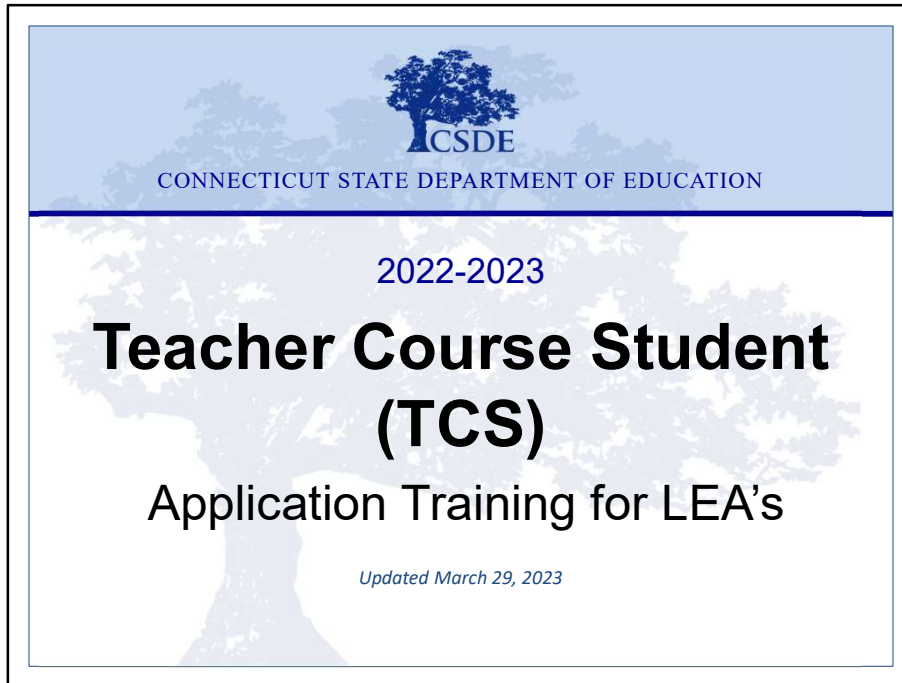 CSDE
CONNECTICUT STATE DEPARTMENT OF EDUCATION
2022-2023
Teacher Course Student
(TCS)
Application Training for LEA’s
Updated March 29, 2023